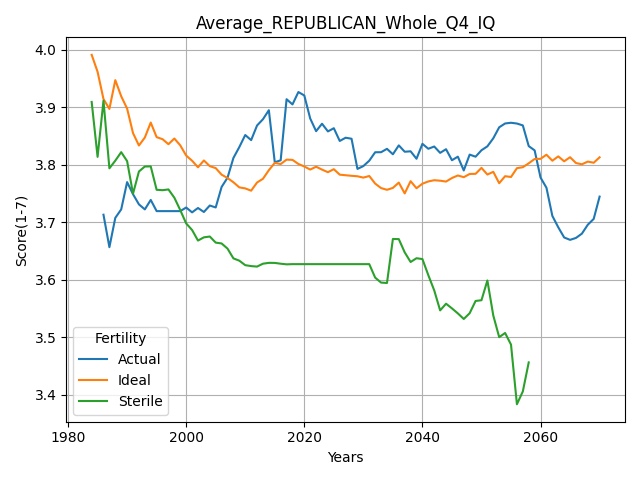 Average_REPUBLICAN_Whole_Q4_IQ
Score(1-7)
4.0
3.9
3.8
3.7
3.6
3.5
3.4
Fertility
Actual
Ideal
Sterile
1980 2000 2020 2040 2060
Years